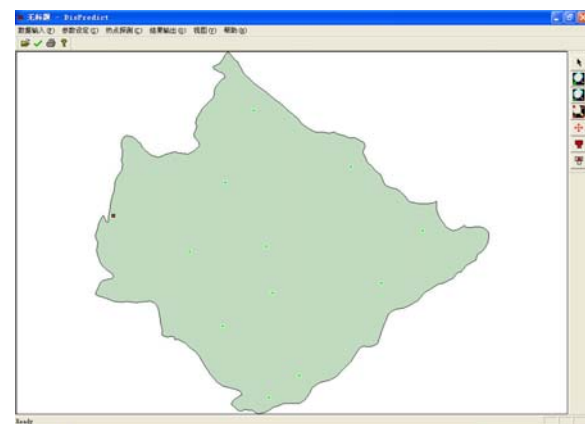 无标题 - DisPredict
数据输入(P) 参数设定(S) 热点探测(C) 结果输出(G) 视图(V) 帮助(H)
Ready